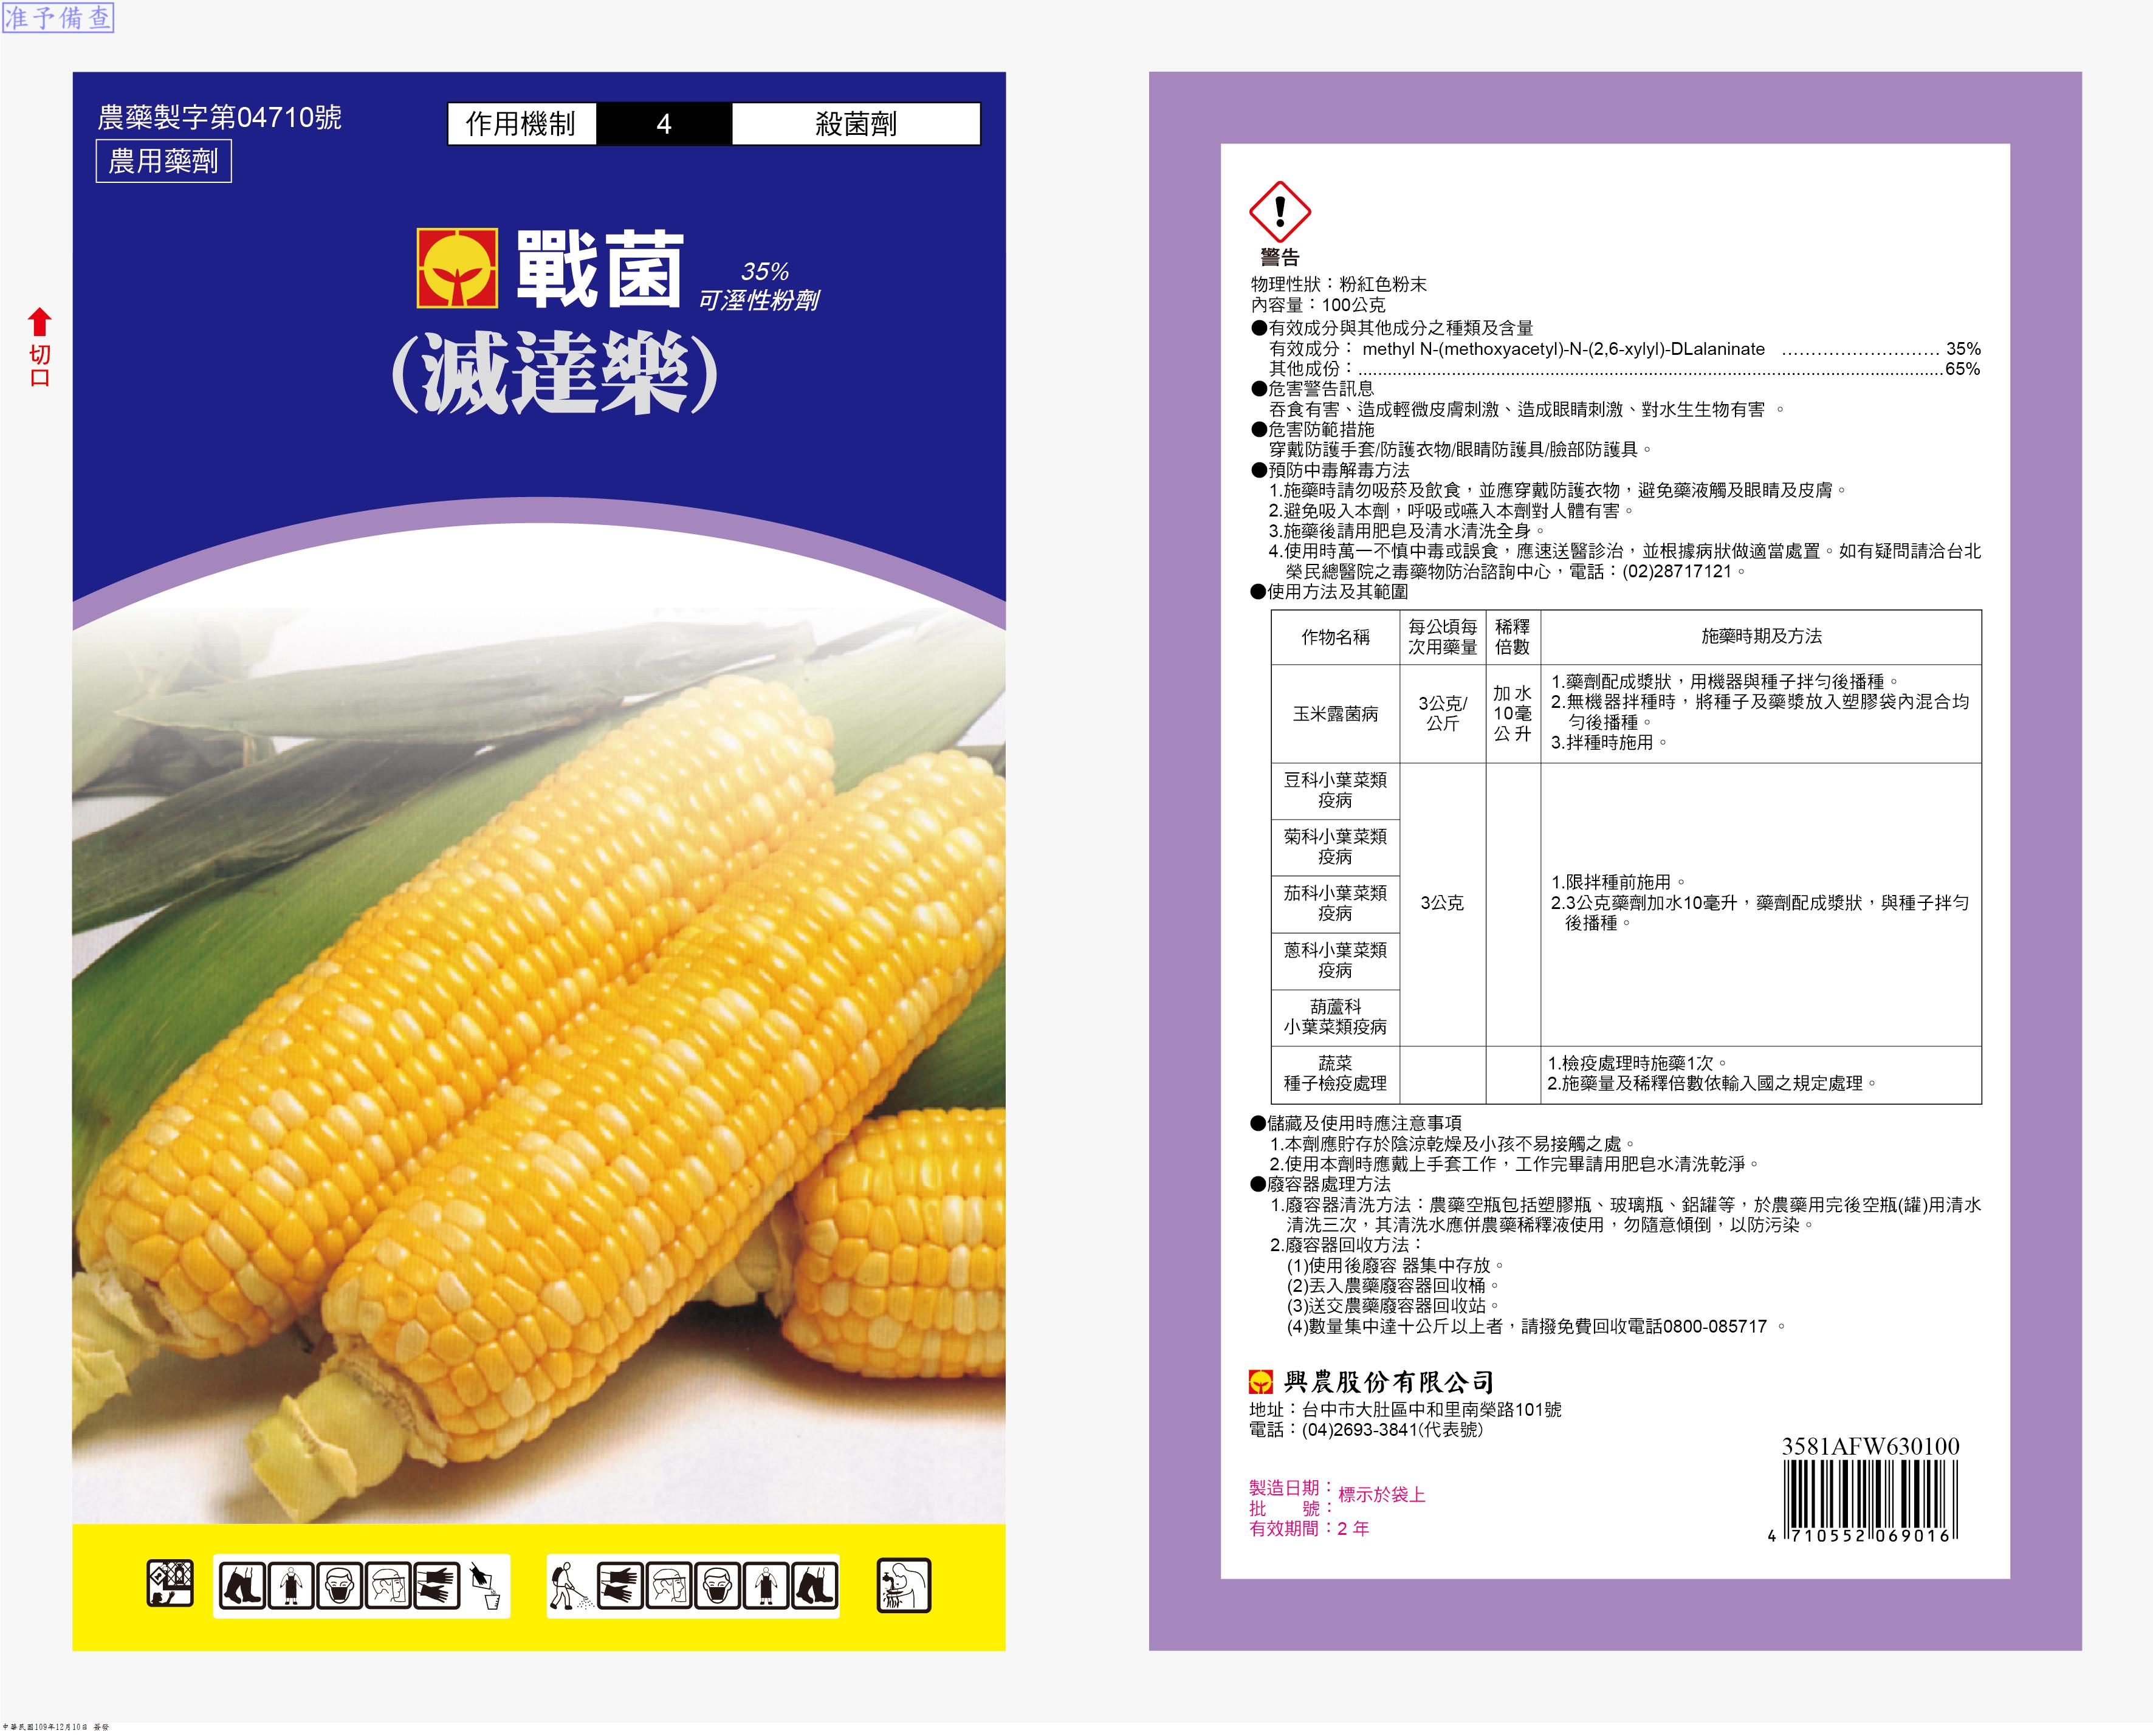 准予備查
農藥製字第04710號
農用藥劑
作用機制 4 殺菌劑
戰菌
35%
可溼性粉劑
(滅達樂)
切口
警告
物理性狀：粉紅色粉末
內容量：100公克
●有效成分與其他成分之種類及含量
有效成分： methyl N-(methoxyacetyl)-N-(2,6-xylyl)-DLalaninate ........................... 35%
其他成份：....................................................................................................65%
●危害警告訊息
吞食有害、造成輕微皮膚刺激、造成眼睛刺激、對水生生物有害 。
●危害防範措施
穿戴防護手套/防護衣物/眼睛防護具/臉部防護具。
●預防中毒解毒方法
1.施藥時請勿吸菸及飲食，並應穿戴防護衣物，避免藥液觸及眼睛及皮膚。
2.避免吸入本劑，呼吸或嚥入本劑對人體有害。
3.施藥後請用肥皂及清水清洗全身。
4.使用時萬一不慎中毒或誤食，應速送醫診治，並根據病狀做適當處置。如有疑問請洽台北
榮民總醫院之毒藥物防治諮詢中心，電話：(02)28717121。
●使用方法及其範圍
作物名稱
每公頃每
次用藥量
稀釋
倍數
施藥時期及方法
玉米露菌病
3公克/
公斤
加 水
10毫
公 升
1.藥劑配成漿狀，用機器與種子拌勻後播種。
2.無機器拌種時，將種子及藥漿放入塑膠袋內混合均
勻後播種。
3.拌種時施用。
豆科小葉菜類
疫病
菊科小葉菜類
疫病
茄科小葉菜類
疫病
蔥科小葉菜類
疫病
葫蘆科
小葉菜類疫病
3公克
1.限拌種前施用。
2.3公克藥劑加水10毫升，藥劑配成漿狀，與種子拌勻
後播種。
蔬菜
種子檢疫處理
1.檢疫處理時施藥1次。
2.施藥量及稀釋倍數依輸入國之規定處理。
●儲藏及使用時應注意事項
1.本劑應貯存於陰涼乾燥及小孩不易接觸之處。
2.使用本劑時應戴上手套工作，工作完畢請用肥皂水清洗乾淨。
●廢容器處理方法
1.廢容器清洗方法：農藥空瓶包括塑膠瓶、玻璃瓶、鋁罐等，於農藥用完後空瓶(罐)用清水
清洗三次，其清洗水應併農藥稀釋液使用，勿隨意傾倒，以防污染。
2.廢容器回收方法：
(1)使用後廢容 器集中存放。
(2)丟入農藥廢容器回收桶。
(3)送交農藥廢容器回收站。
(4)數量集中達十公斤以上者，請撥免費回收電話0800-085717 。
興農股份有限公司
地址：台中市大肚區中和里南榮路101號
電話：(04)2693-3841(代表號)
製造日期：標示於袋上
批　　號：
有效期間：2 年
3581AFW630100
4 710552 069016
中華民國109年12月10日 簽發